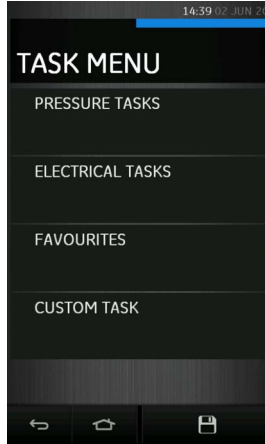 14:39 02 JUN
TASK MENU
PRESSURE TASKS
ELECTRICAL TASKS
FAVOURITES
CUSTOM TASK